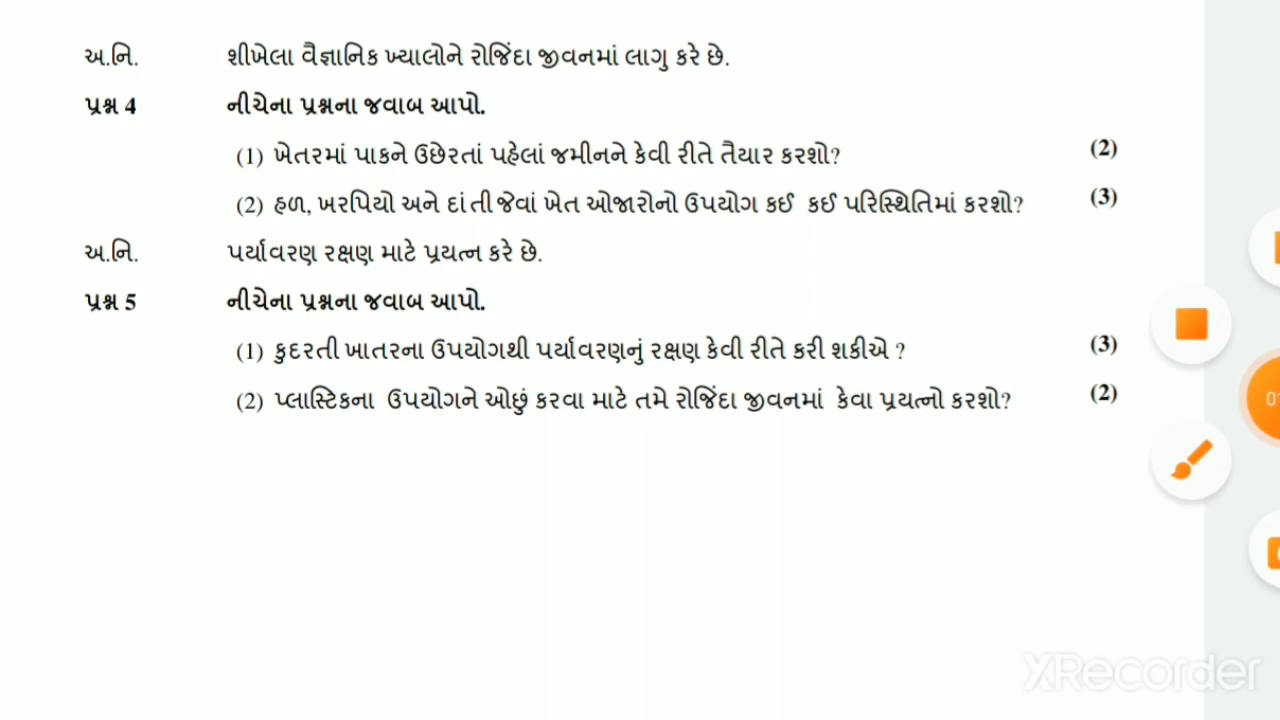 અ.નિ. શીખેલા વૈજ્ઞાનિક ખ્યાલોને રોજિંદા જીવનમાં લાગુ કરે છે.
પ્રશ્ન 4 નીચેના પ્રશ્નના જવાબ આપો.
(1) ખેતરમાં પાકને ઉછેરતાં પહેલાં જમીનને કેવી રીતે તૈયાર કરશો? (2)
(2) હળ, ખરપિયો અને દાંતી જેવાં ખેત ઓજારોનો ઉપયોગ કઈ કઈ પરિસ્થિતિમાં કરશો? (3)
અ.નિ. પર્યાવરણ રક્ષણ માટે પ્રયત્ન કરે છે.
પ્રશ્ન 5 નીચેના પ્રશ્નના જવાબ આપો.
(1) કુદરતી ખાતરના ઉપયોગથી પર્યાવરણનું રક્ષણ કેવી રીતે કરી શકીએ ? (3)
(2) પ્લાસ્ટિકના ઉપયોગને ઓછું કરવા માટે તમે રોજિંદા જીવનમાં કેવા પ્રયત્નો કરશો? (2)
XRecorder